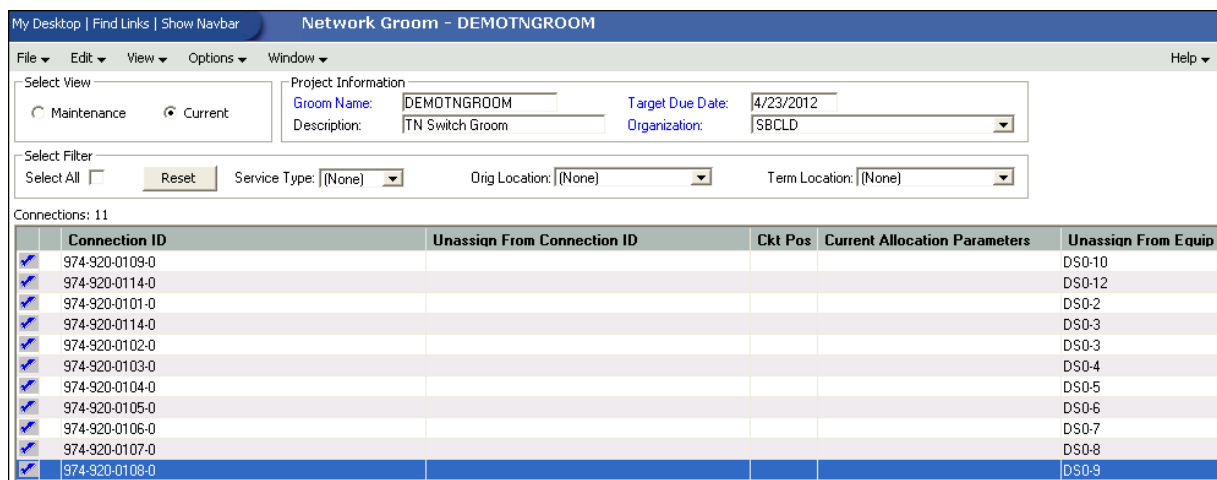 My Desktop | Find Links | Show Navbar Network Groom - DEMOTNGROOM
File Edit View Options Window Help
Select View Project Information
Maintenance Current Groom Name: DEMOTNGROOM Target Due Date: 4/23/2012
Description: TN Switch Groom Organization: SBCLD
Select Filter
Select All Reset Service Type: (None) Orig Location: (None) Term Location: (None)
Connections: 11
Connection ID Unassign From Connection ID Ckt Pos Current Allocation Parameters Unassign From Equip
974-920-0109-0 DS0-10
974-920-0114-0 DS0-12
974-920-0101-0 DS0-2
974-920-0114-0 DS0-3
974-920-0102-0 DS0-3
974-920-0103-0 DS0-4
974-920-0104-0 DS0-5
974-920-0105-0 DS0-6
974-920-0106-0 DS0-7
974-920-0107-0 DS0-8
974-920-0108-0 DS0-9